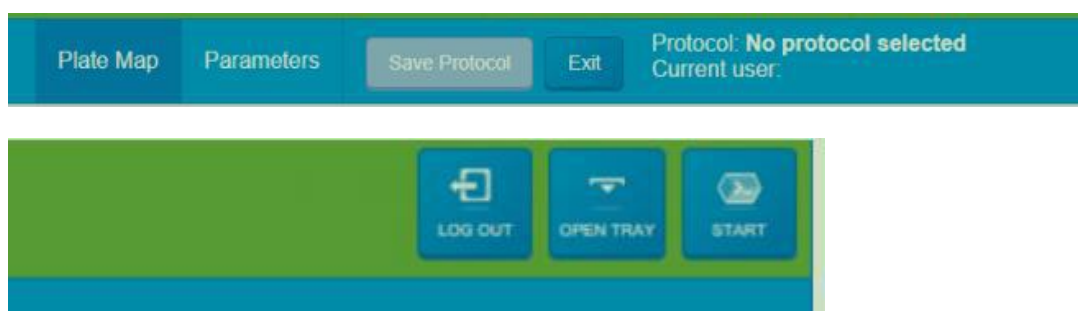 Plate Map Parameters Save Protocol Exit Protocol: No protocol selected
Current user:
LOG OUT OPEN TRAY START